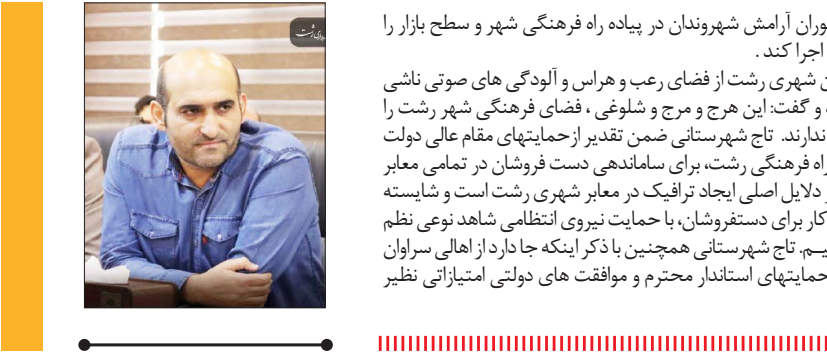 وران آرامش شهروندان در پیاده راه فرهنگی شهر و سطح بازار را
اجرا کند .
ن شهری رشت از فضای رعب و هراس و آلودگی های صوتی ناشی
و گفت: این هرج و مرج و شلوغی ، فضای فرهنگی شهر رشت را
ندارند. تاج شهرستانی ضمن تقدیر ازحمایتهای مقام عالی دولت
راه فرهنگی رشت، برای ساماندهی دست فروشان در تمامی معابر
دلایل اصلی ایجاد ترافیک در معابر شهری رشت است و شایسته
کار برای دستفروشان، با حمایت نیروی انتظامی شاهد نوعی نظم
یـم. تاج شهرستانی همچنین با ذکر اینکه جا دارد از اهالی سراوان
حمایتهای استاندار محترم و موافقت های دولتی امتیازاتی نظیر